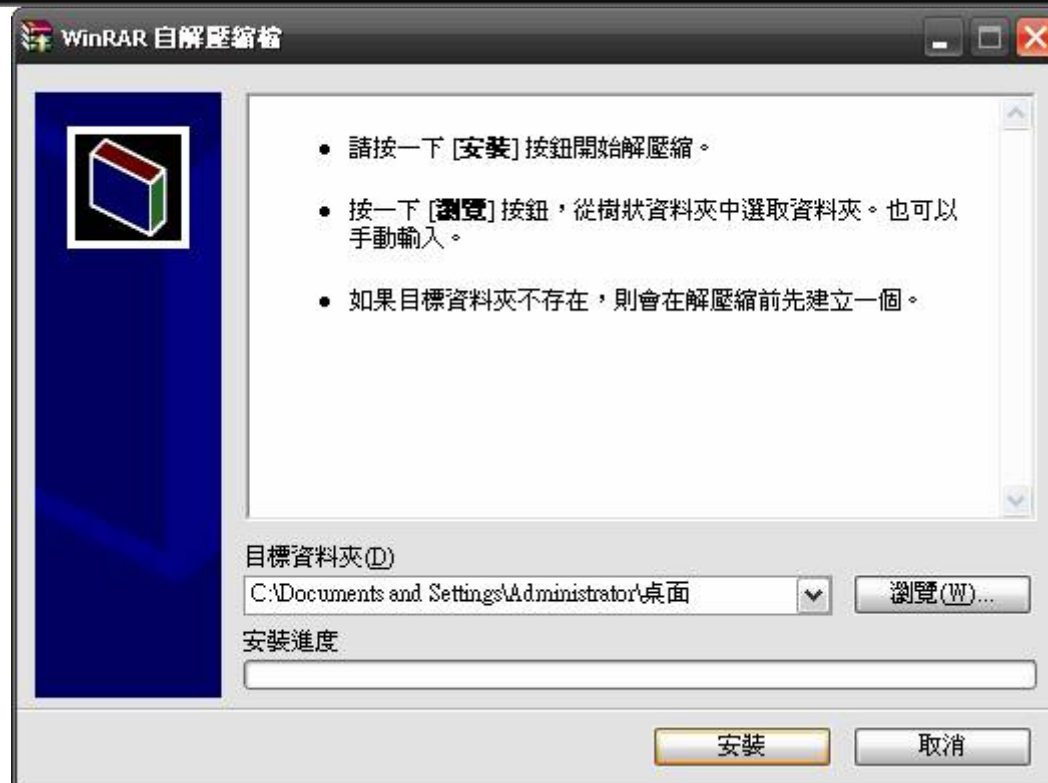 WinRAR 自解壓縮檔
請按一下 [安裝] 按鈕開始解壓縮。
按一下 [瀏覽] 按鈕，從樹狀資料夾中選取資料夾。也可以
手動輸入。
如果目標資料夾不存在，則會在解壓縮前先建立一個。
目標資料夾(D)
C:\Documents and Settings\Administrator\桌面
瀏覽(W)...
安裝進度
安裝
取消